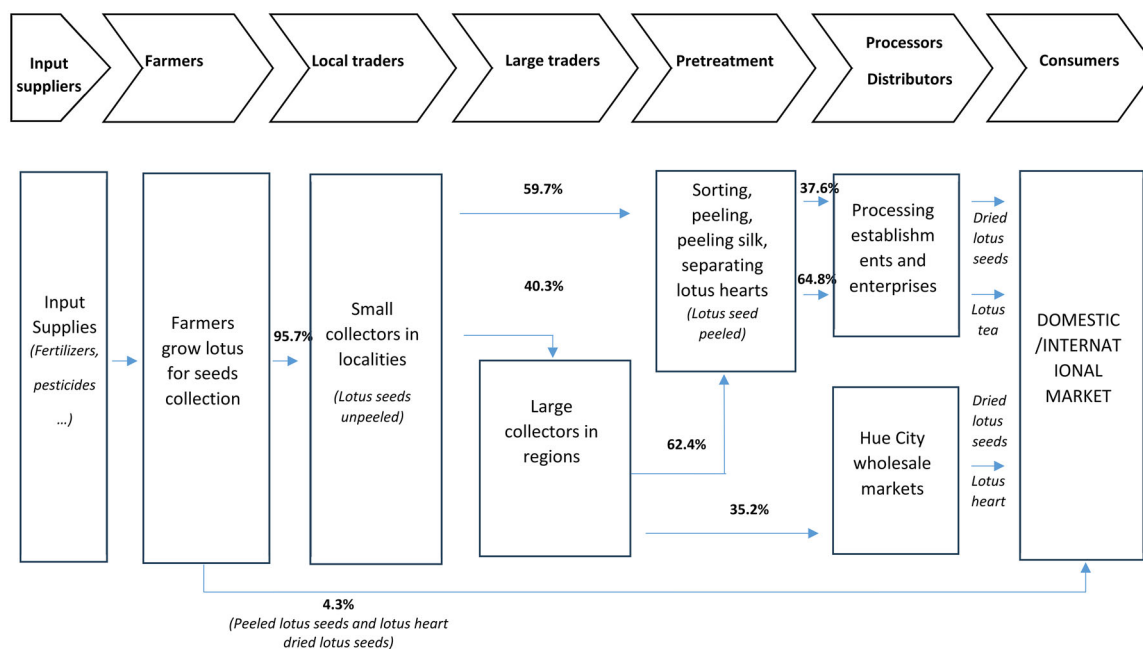 Input
suppliers
Farmers
Local traders
Large traders
Pretreatment
Processors
Distributors
Consumers
Input
Supplies
(Fertilizers,
pesticides
…)
Farmers
grow lotus
for seeds
collection
95.7%
Small
collectors in
localities
(Lotus seeds
unpeeled)
59.7%
40.3%
Large
collectors in
regions
62.4%
35.2%
Sorting,
peeling,
peeling silk,
separating
lotus hearts
(Lotus seed
peeled)
37.6%
64.8%
Processing
establishm
ents and
enterprises
Hue City
wholesale
markets
Dried
lotus
seeds
Lotus
tea
Dried
lotus
seeds
Lotus
heart
DOMESTIC
/INTERNAT
IONAL
MARKET
4.3%
(Peeled lotus seeds and lotus heart
dried lotus seeds)